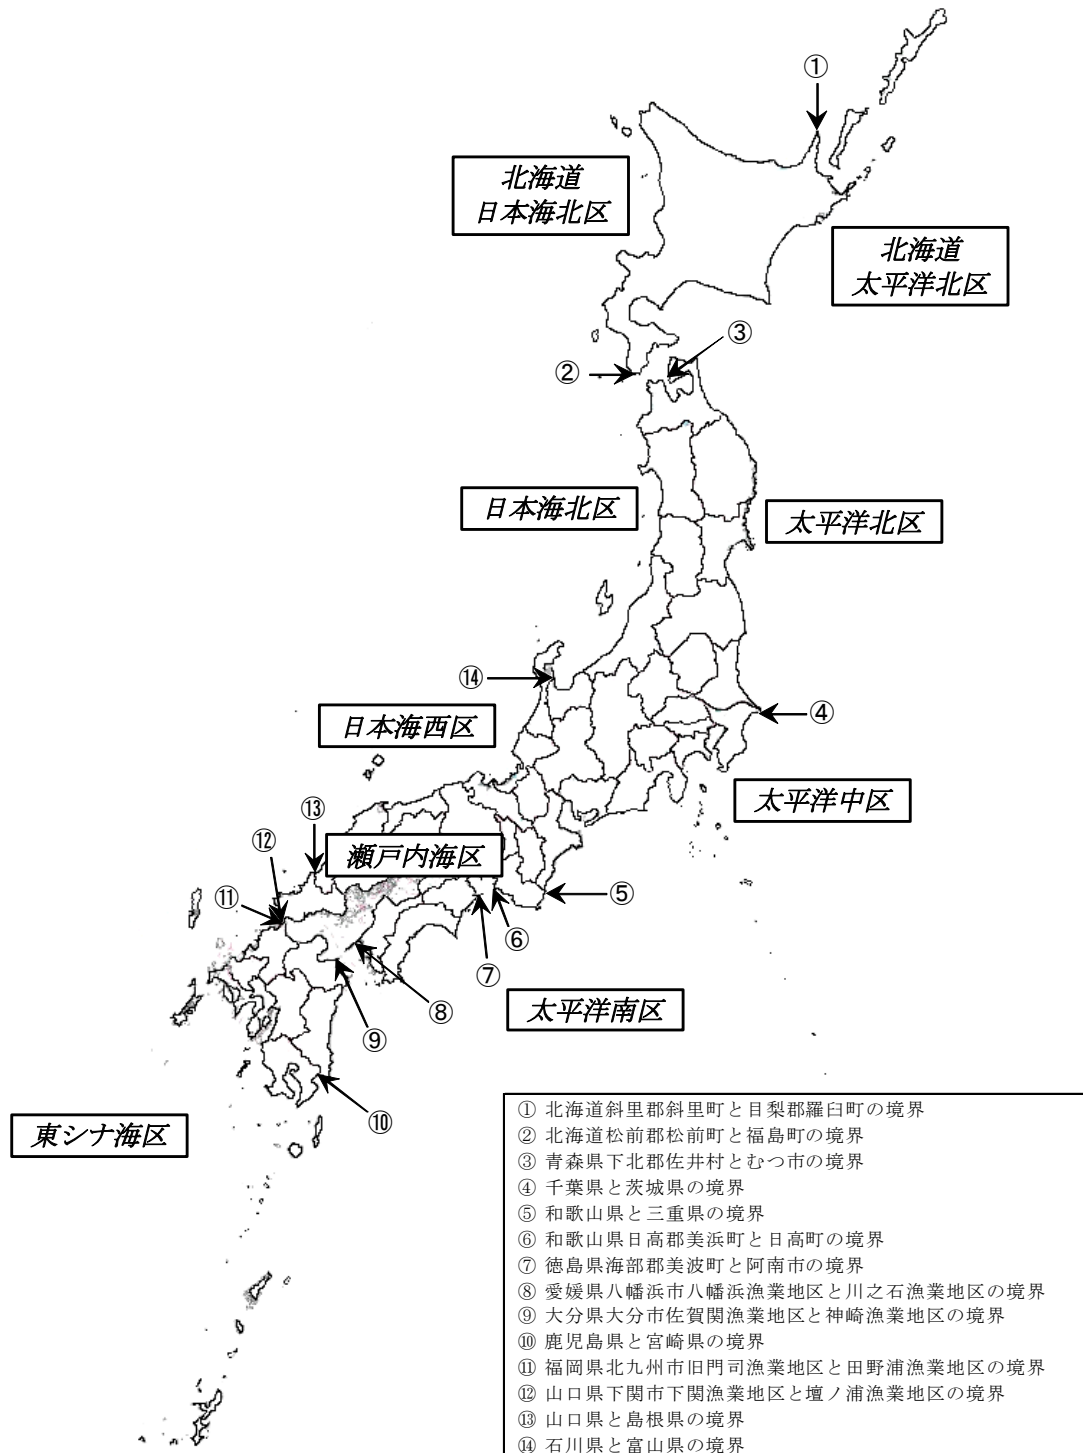 ①
北海道
日本海北区
北海道
太平洋北区
③
②
日本海北区
太平洋北区
⑭
④
日本海西区
太平洋中区
⑬
⑫
瀬戸内海区
⑪
⑤
⑥
⑦
⑧
太平洋南区
⑨
⑩
東シナ海区
① 北海道斜里郡斜里町と目梨郡羅臼町の境界
② 北海道松前郡松前町と福島町の境界
③ 青森県下北郡佐井村とむつ市の境界
④ 千葉県と茨城県の境界
⑤ 和歌山県と三重県の境界
⑥ 和歌山県日高郡美浜町と日高町の境界
⑦ 徳島県海部郡美波町と阿南市の境界
⑧ 愛媛県八幡浜市八幡浜漁業地区と川之石漁業地区の境界
⑨ 大分県大分市佐賀関漁業地区と神崎漁業地区の境界
⑩ 鹿児島県と宮崎県の境界
⑪ 福岡県北九州市旧門司漁業地区と田野浦漁業地区の境界
⑫ 山口県下関市下関漁業地区と壇ノ浦漁業地区の境界
⑬ 山口県と島根県の境界
⑭ 石川県と富山県の境界